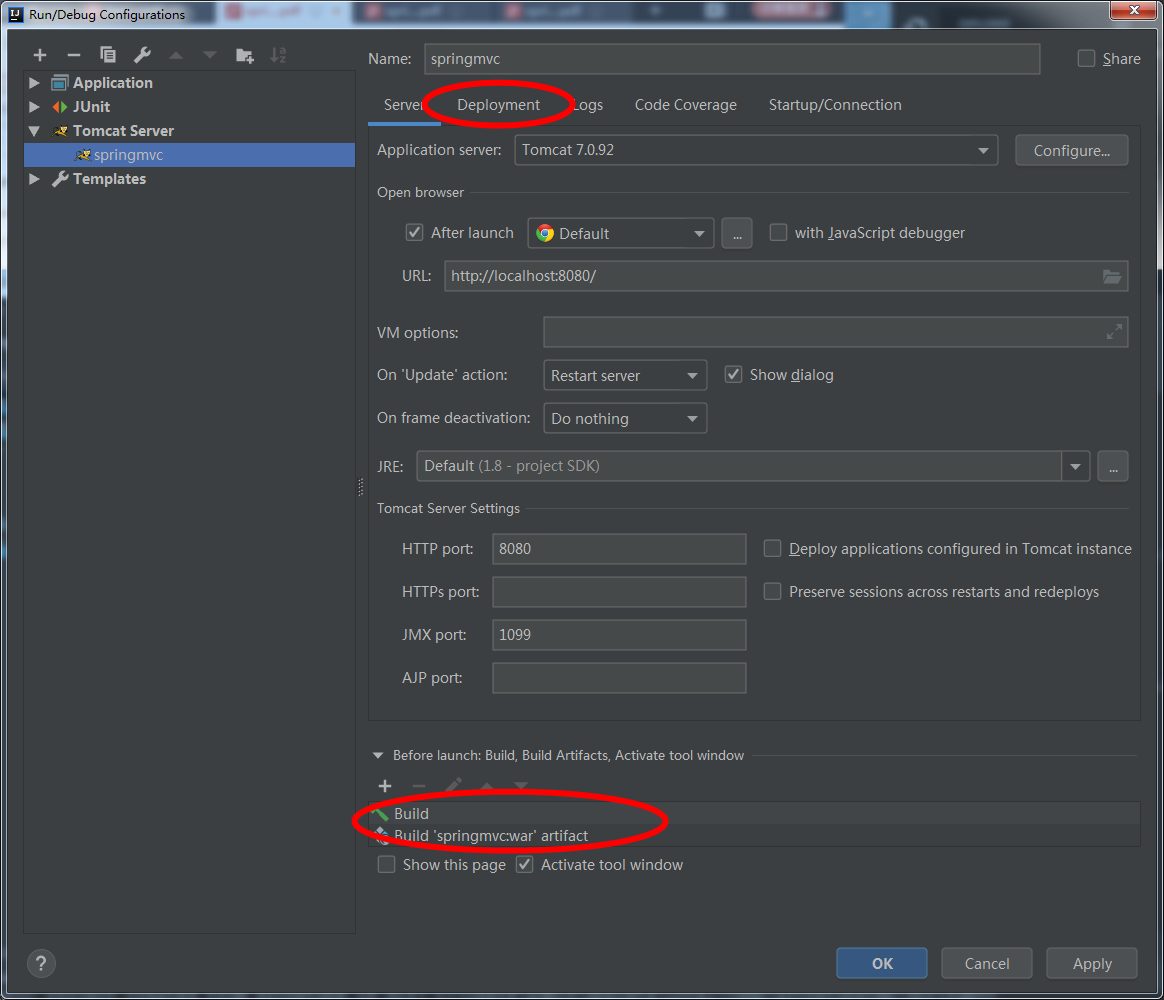 Run/Debug Configurations
Name: springmvc Share
Application
JUnit
Tomcat Server
springmvc
Templates
Server Deployment Logs Code Coverage Startup/Connection
Application server: Tomcat 7.0.92 Configure...
Open browser
After launch Default ... with JavaScript debugger
URL: http://localhost:8080/
VM options:
On 'Update' action: Restart server Show dialog
On frame deactivation: Do nothing
JRE: Default (1.8 - project SDK) ...
Tomcat Server Settings
HTTP port: 8080 Deploy applications configured in Tomcat instance
HTTPs port: Preserve sessions across restarts and redeploys
JMX port: 1099
AJP port:
Before launch: Build, Build Artifacts, Activate tool window
Build
Build 'springmvc:war' artifact
Show this page Activate tool window
? OK Cancel Apply